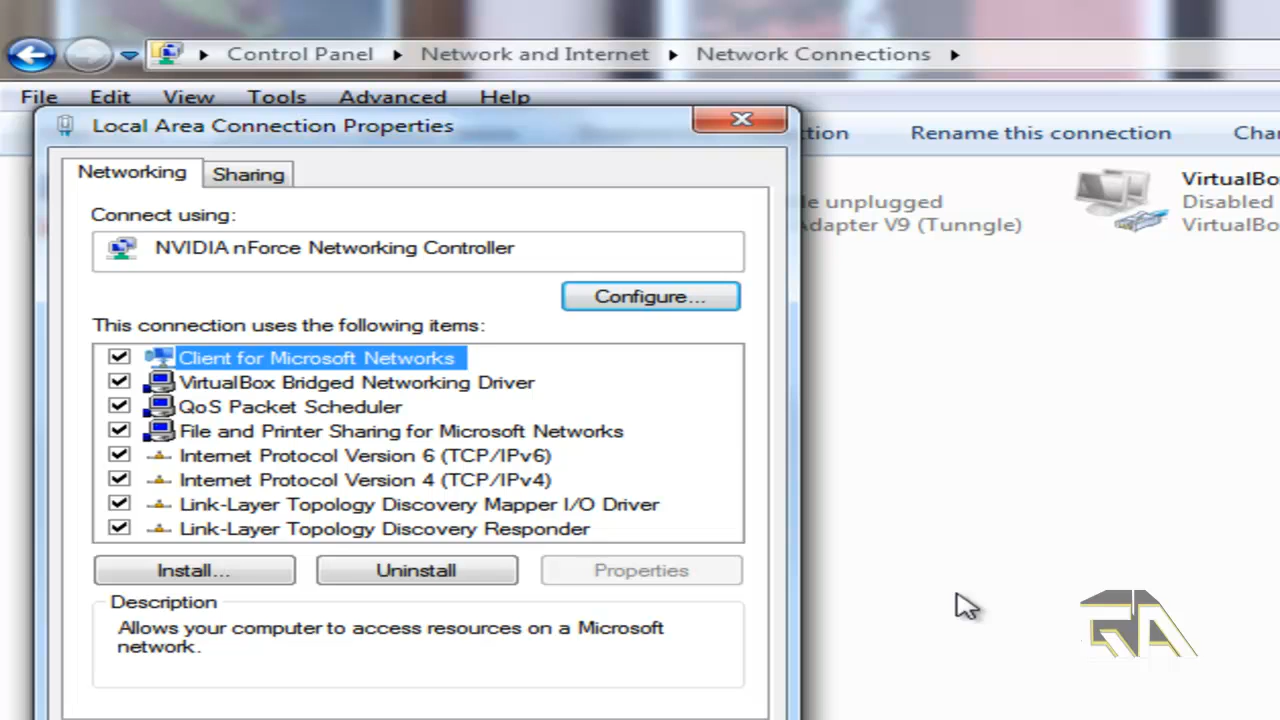 Control Panel Network and Internet Network Connections
File Edit View Tools Advanced Help
Local Area Connection Properties
Rename this connection
Networking Sharing
VirtualBo
Disabled
VirtualBo
unplugged
Adapter V9 (Tunngle)
Connect using:
NVIDIA nForce Networking Controller
Configure...
This connection uses the following items:
Client for Microsoft Networks
VirtualBox Bridged Networking Driver
QoS Packet Scheduler
File and Printer Sharing for Microsoft Networks
Internet Protocol Version 6 (TCP/IPv6)
Internet Protocol Version 4 (TCP/IPv4)
Link-Layer Topology Discovery Mapper I/O Driver
Link-Layer Topology Discovery Responder
Install... Uninstall Properties
Description
Allows your computer to access resources on a Microsoft
network.